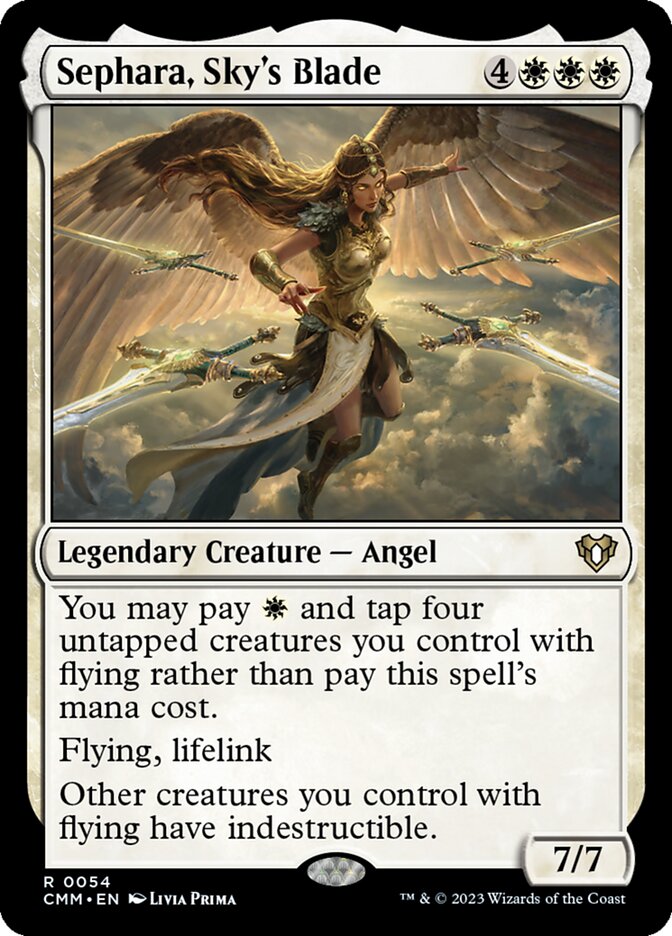 Sephara, Sky's Blade 4
Legendary Creature — Angel
You may pay and tap four
untapped creatures you control with
flying rather than pay this spell's
mana cost.
Flying, lifelink
Other creatures you control with
flying have indestructible.
7/7
R 0054
CMM • EN Livia Prima
™ & © 2023 Wizards of the Coast